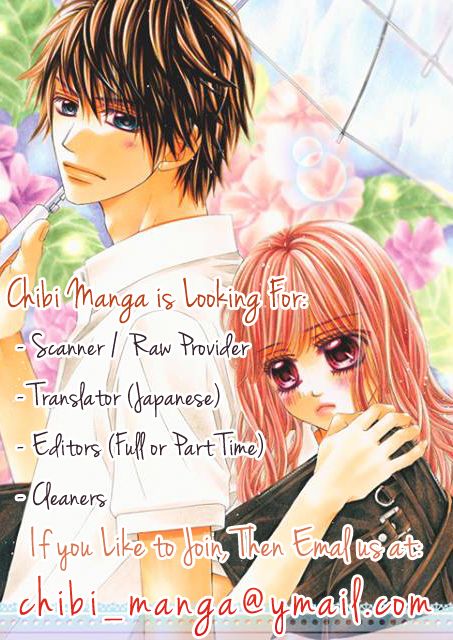 Chibi Manga is Looking For:
- Scanner / Raw Provider
- Translator (Japanese)
- Editors (Full or Part Time)
- Cleaners
If you Like to Join, Then Emal us at:
chibi_manga@ymail.com